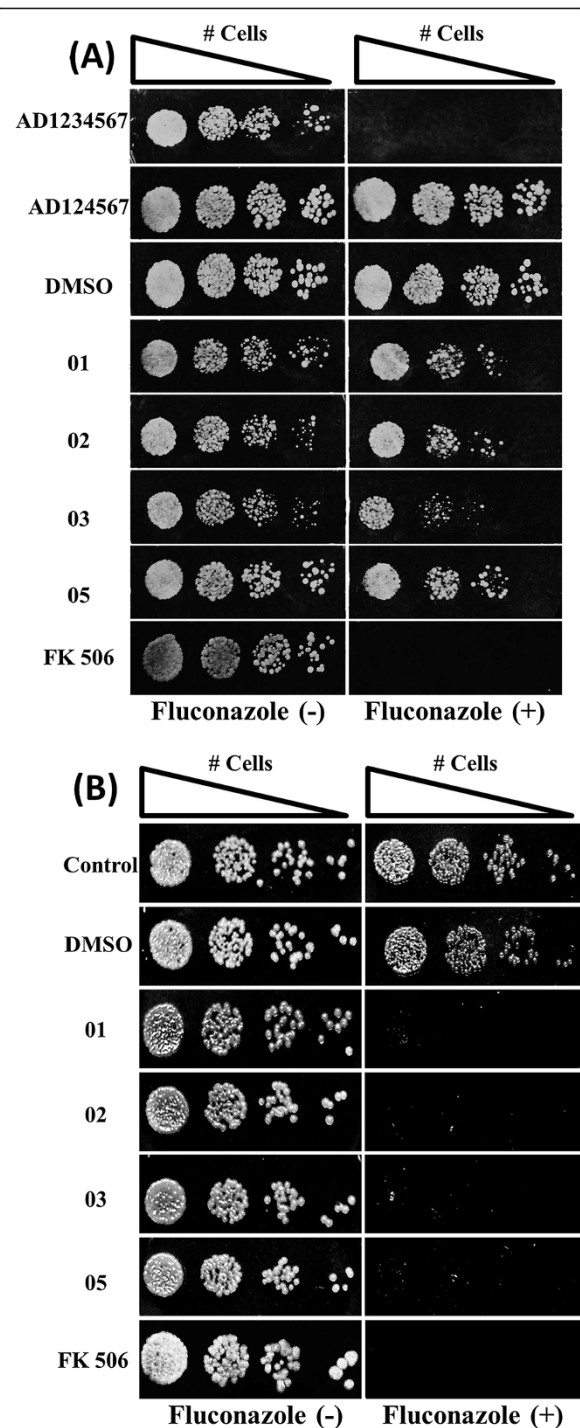 (A)
# Cells # Cells
AD1234567
AD124567
DMSO
01
02
03
05
FK 506
Fluconazole (-) Fluconazole (+)
(B)
# Cells # Cells
Control
DMSO
01
02
03
05
FK 506
Fluconazole (-) Fluconazole (+)